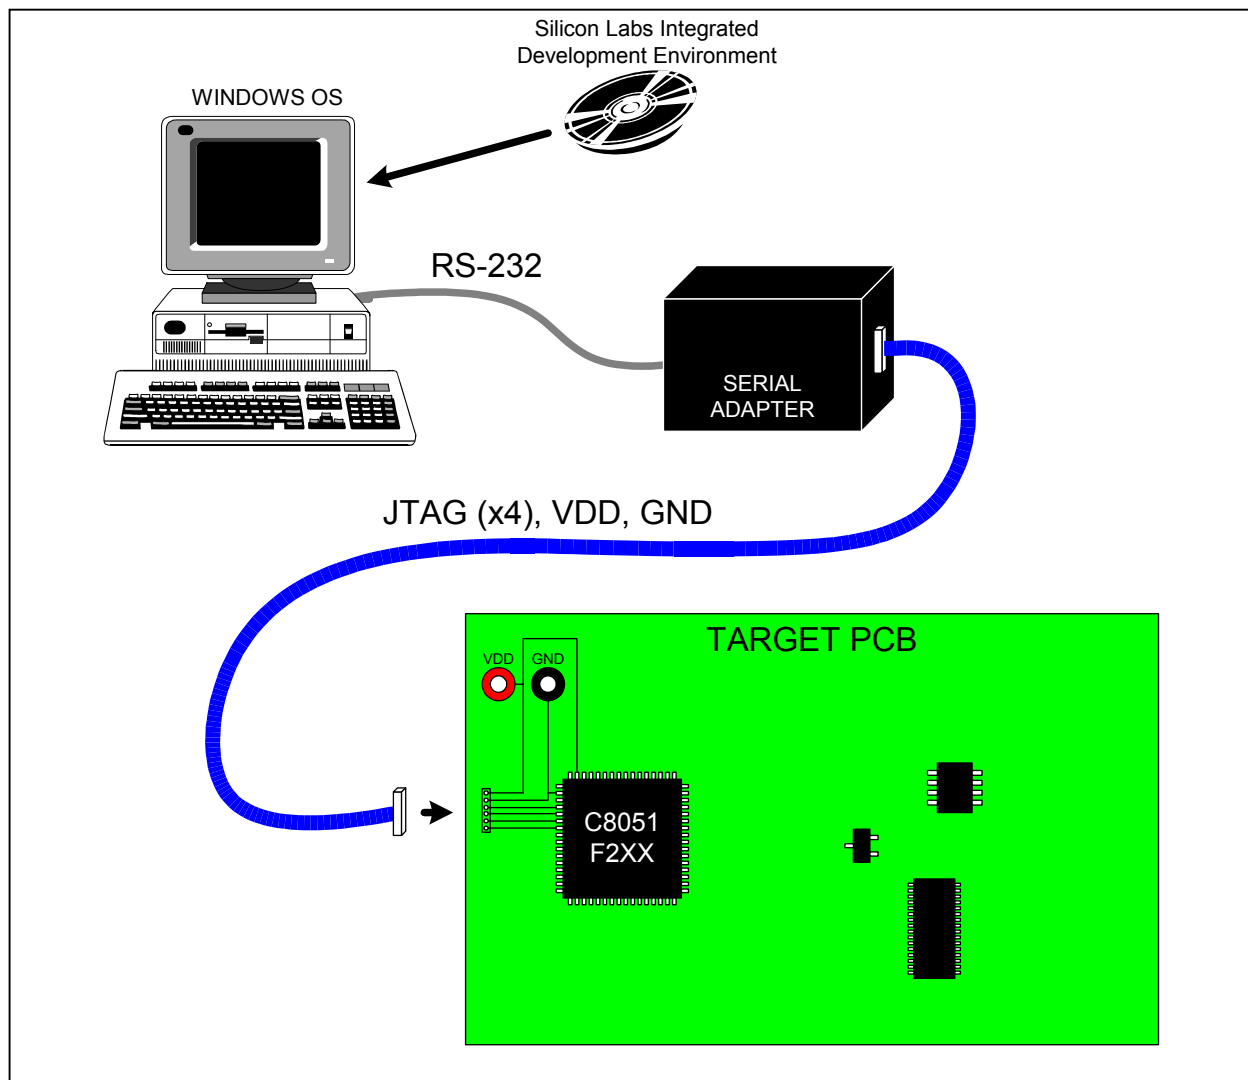 Silicon Labs Integrated
Development Environment
WINDOWS OS
RS-232
SERIAL
ADAPTER
JTAG (x4), VDD, GND
TARGET PCB
VDD
GND
C8051
F2XX